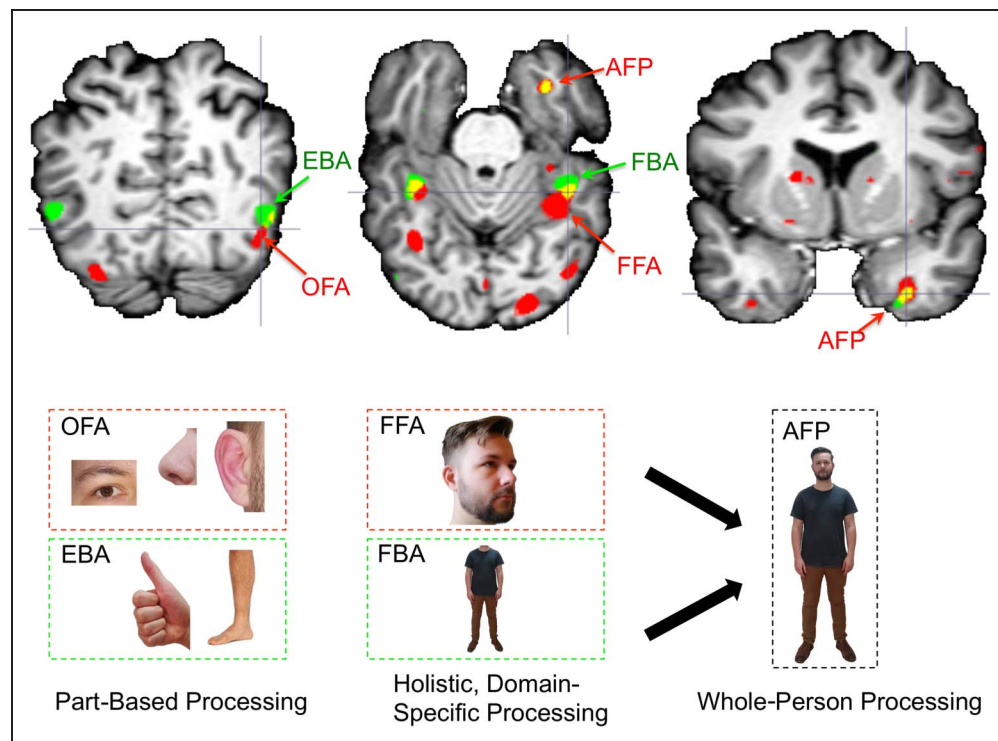 AFP
EBA
FBA
OFA
FFA
AFP
OFA
FFA
AFP
EBA
FBA
Part-Based Processing
Holistic, Domain-
Specific Processing
Whole-Person Processing